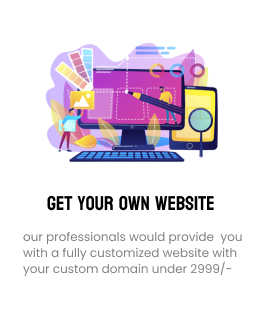 GET YOUR OWN WEBSITE
our professionals would provide  you
with a fully customized website with
your custom domain under 2999/-